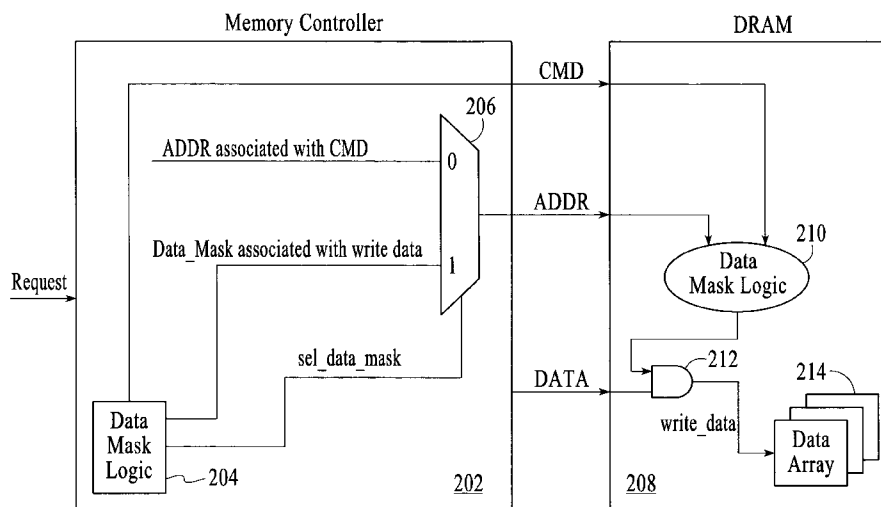 Memory Controller
DRAM
CMD
206
ADDR associated with CMD
0
ADDR
210
Data_Mask associated with write data
1
Data
Mask Logic
Request
sel_data_mask
212
DATA
214
write_data
Data
Mask
Logic
204
202
208
Data
Array